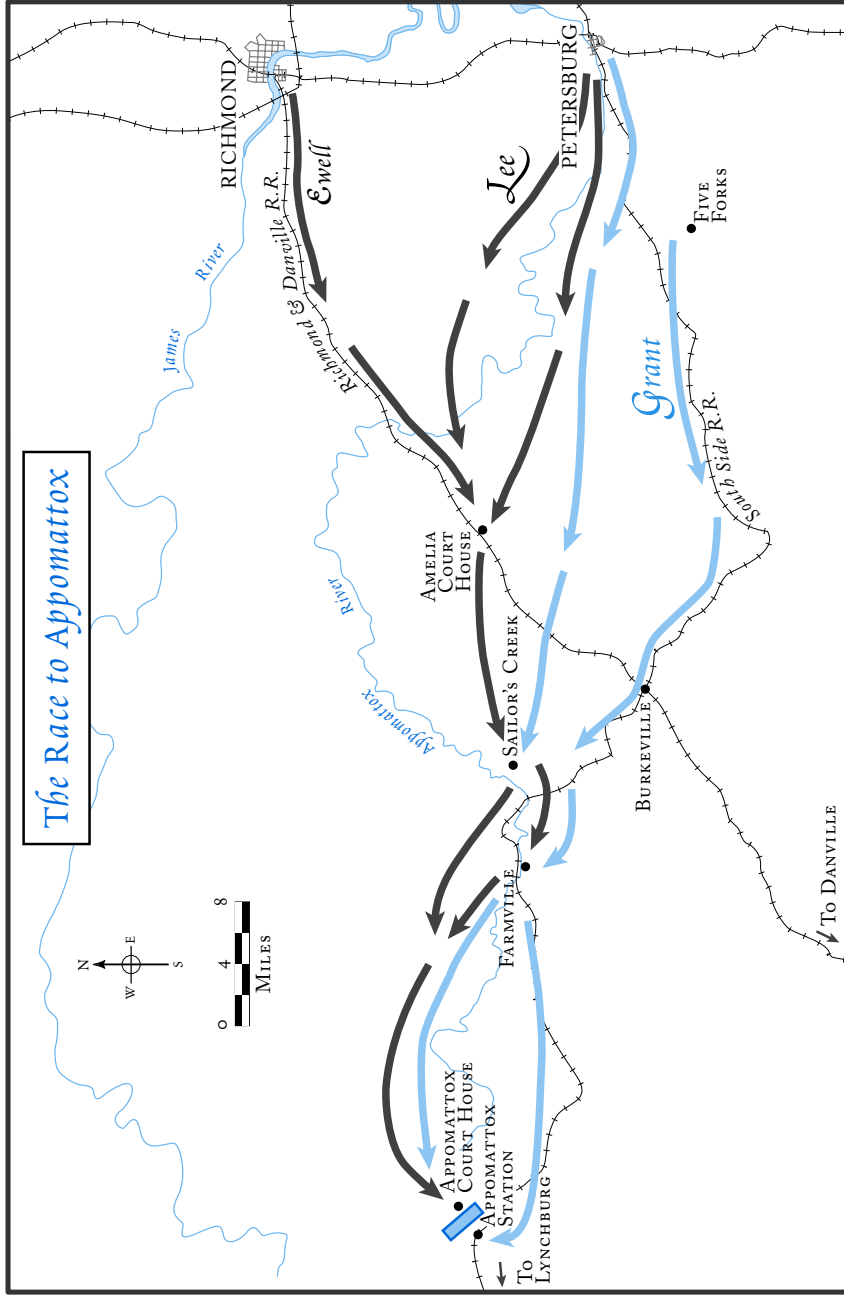 The Race to Appomattox
N
W E
S
James River
RICHMOND
0 4 8
MILES
Ewell
Richmond & Danville R.R.
Appomattox River
AMELIA
COURT
HOUSE
APPOMATTOX
COURT HOUSE
APPOMATTOX
STATION
FARMVILLE
SAILOR'S CREEK
Lee
TO
LYNCHBURG
PETERSBURG
BURKEVILLE
Grant
FIVE
FORKS
South Side R.R.
TO DANVILLE